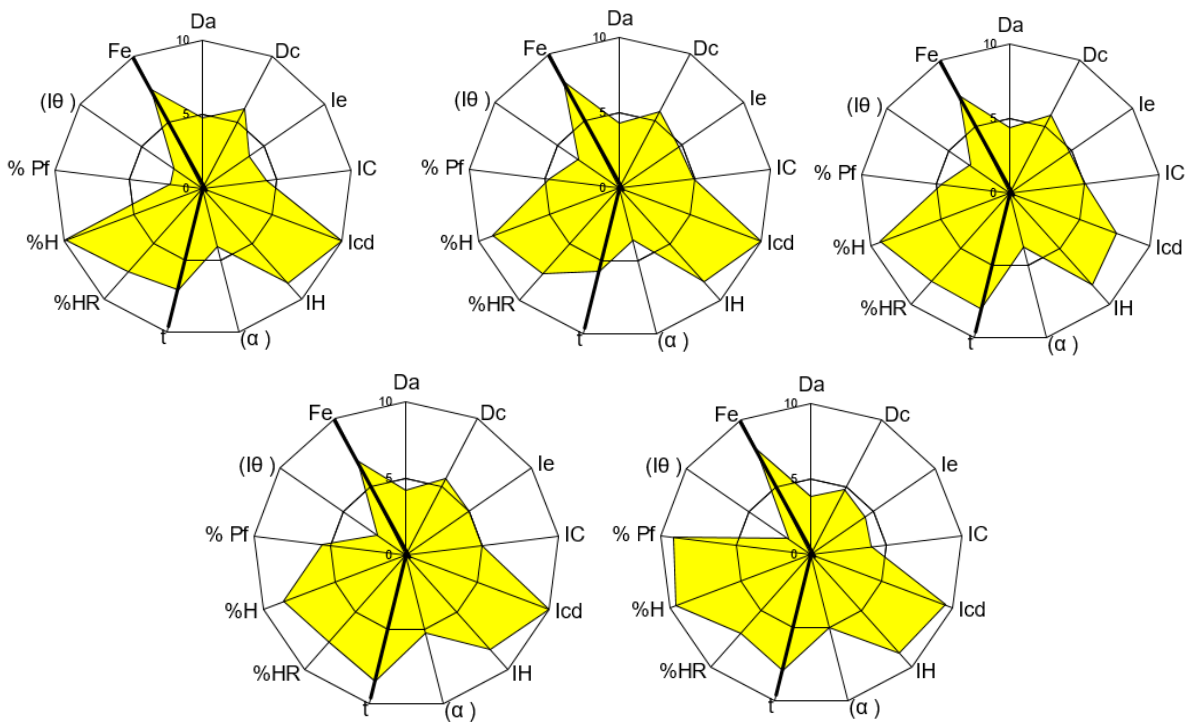 Da
10
Fe
Dc
(Iθ )
Ie
5
% Pf
IC
0
%H
Icd
%HR
IH
t
(α )
Da
10
Fe
Dc
(Iθ )
Ie
5
% Pf
IC
0
%H
Icd
%HR
IH
t
(α )
Da
10
Fe
Dc
(Iθ )
Ie
5
% Pf
IC
0
%H
Icd
%HR
IH
t
(α )
Da
10
Fe
Dc
(Iθ )
Ie
5
% Pf
IC
0
%H
Icd
%HR
IH
t
(α )
Da
10
Fe
Dc
(Iθ )
Ie
5
% Pf
IC
0
%H
Icd
%HR
IH
t
(α )